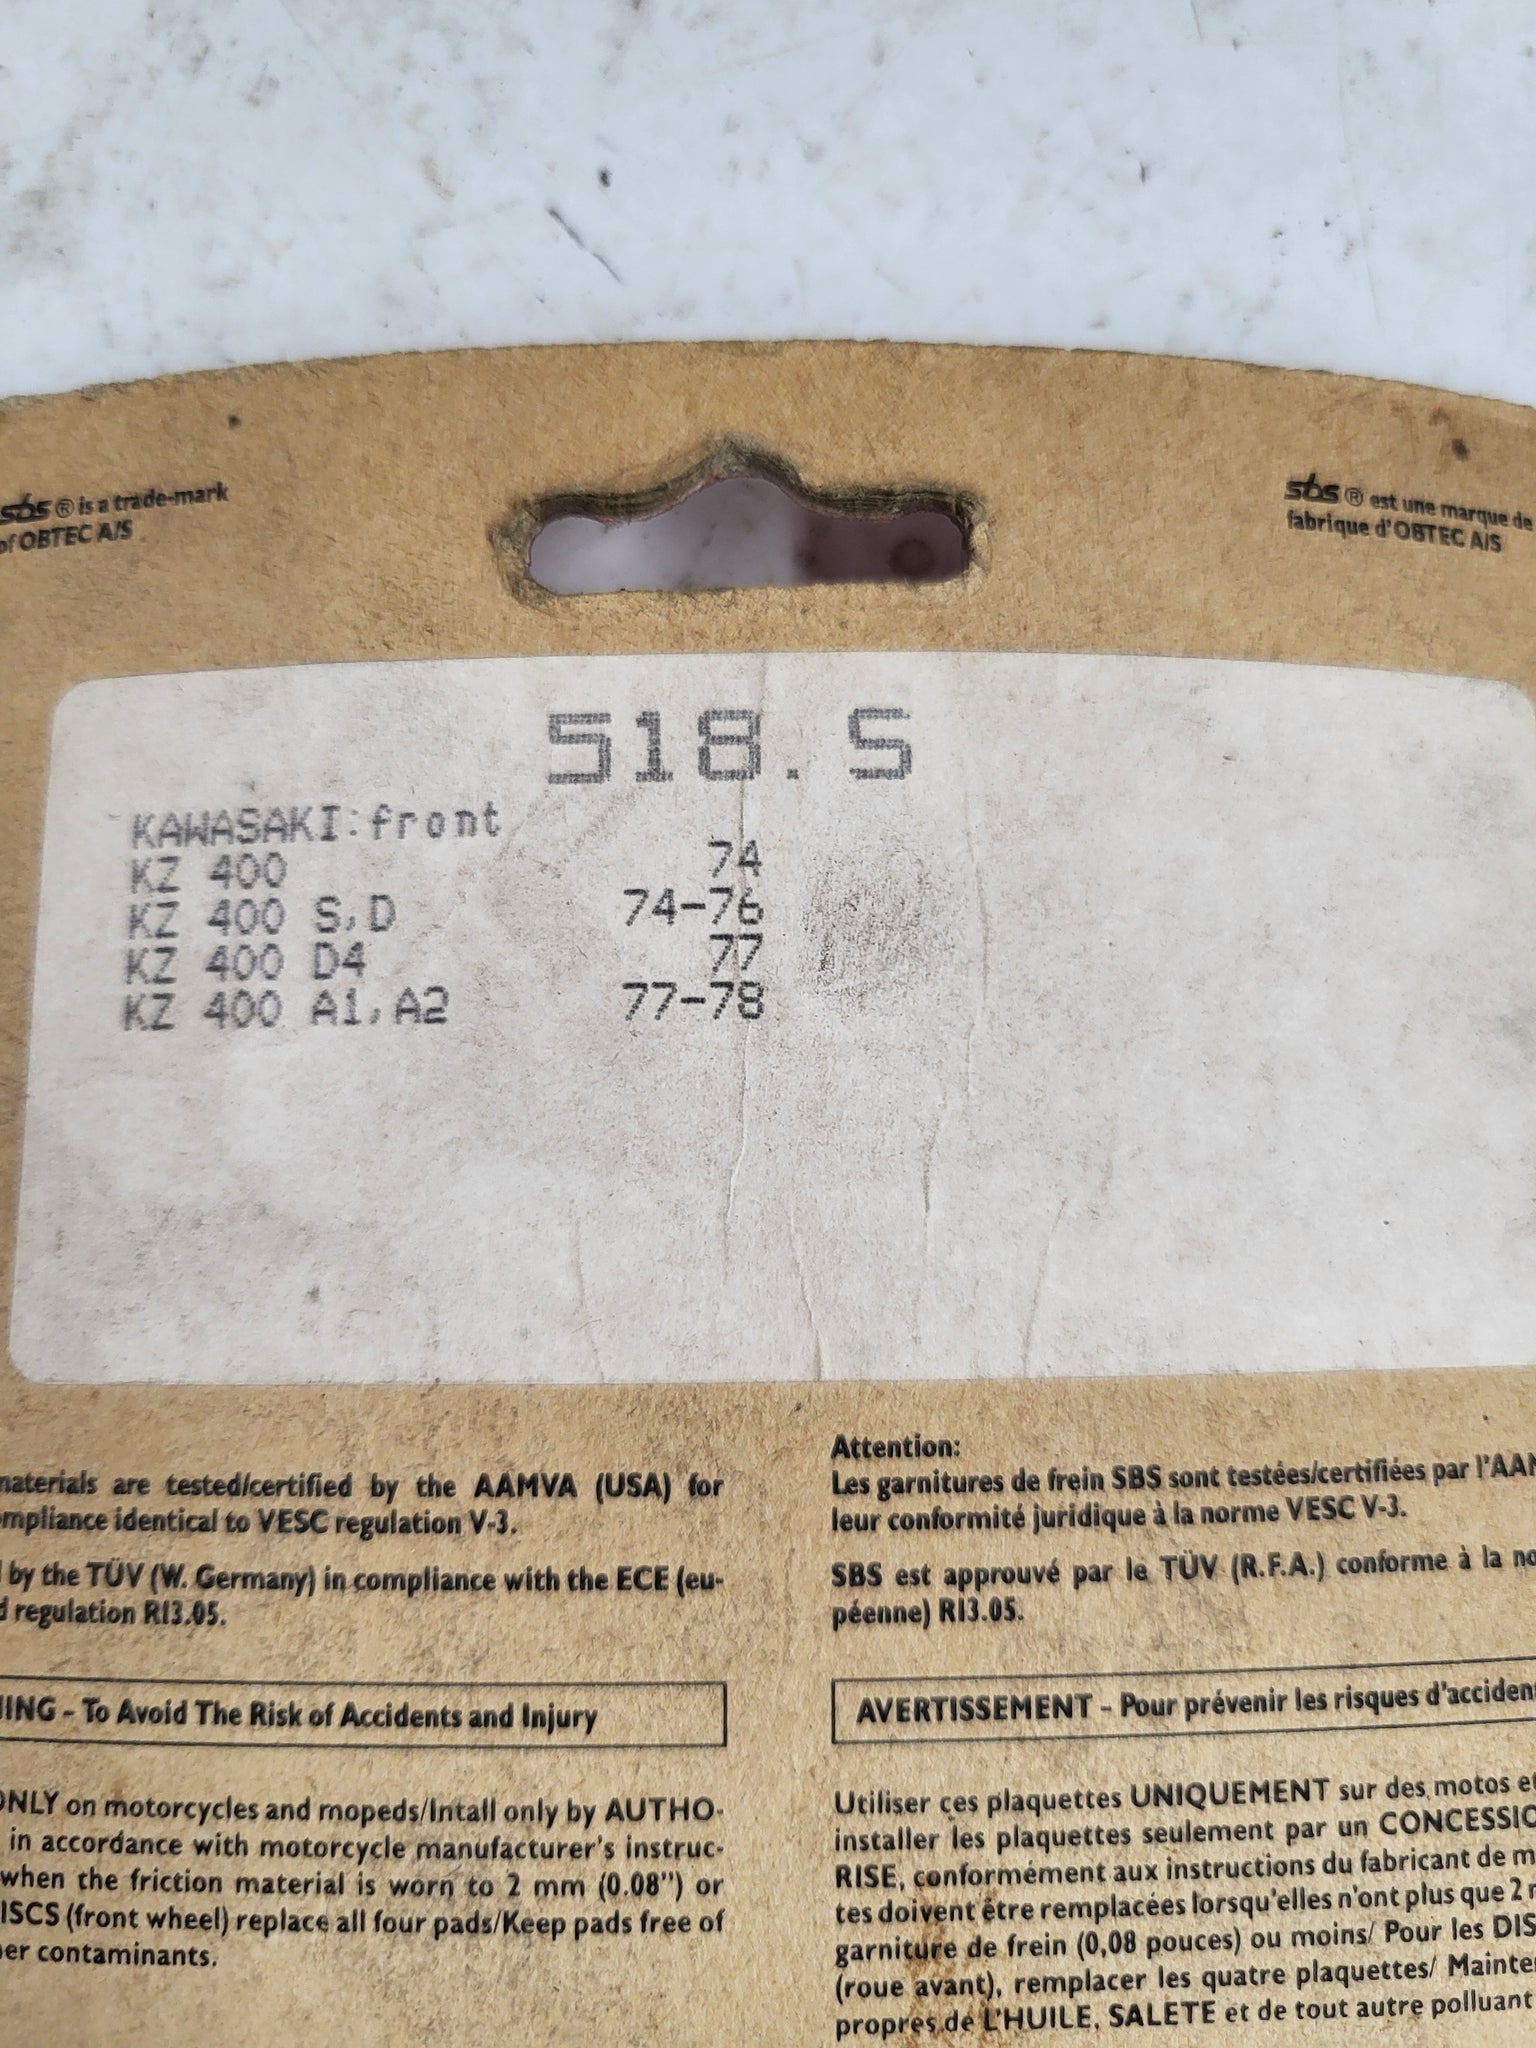 sbs ® is a trade-mark
of OBTEC A/S
sbs ® est une marque de
fabrique d'OBTEC A/S
518. S
KAWASAKI: front
KZ 400 74
KZ 400 S,D 74-76
KZ 400 D4 77
KZ 400 A1,A2 77-78
materials are tested/certified by the AAMVA (USA) for
mpliance identical to VESC regulation V-3.
by the TÜV (W. Germany) in compliance with the ECE (eu-
d regulation R13.05.
ING - To Avoid The Risk of Accidents and Injury
ONLY on motorcycles and mopeds/Intall only by AUTHO-
in accordance with motorcycle manufacturer's instruc-
when the friction material is worn to 2 mm (0.08") or
ISCS (front wheel) replace all four pads/Keep pads free of
er contaminants.
Attention:
Les garnitures de frein SBS sont testées/certifiées par l'AAM
leur conformité juridique à la norme VESC V-3.
SBS est approuvé par le TÜV (R.F.A.) conforme à la no
péenne) R13.05.
AVERTISSEMENT - Pour prévenir les risques d'accident
Utiliser ces plaquettes UNIQUEMENT sur des motos et
installer les plaquettes seulement par un CONCESSIO
RISE, conformément aux instructions du fabricant de m
tes doivent être remplacées lorsqu'elles n'ont plus que 2
garniture de frein (0,08 pouces) ou moins/ Pour les DIS
(roue avant), remplacer les quatre plaquettes/ Mainte
propres de L'HUILE, SALETE et de tout autre polluant